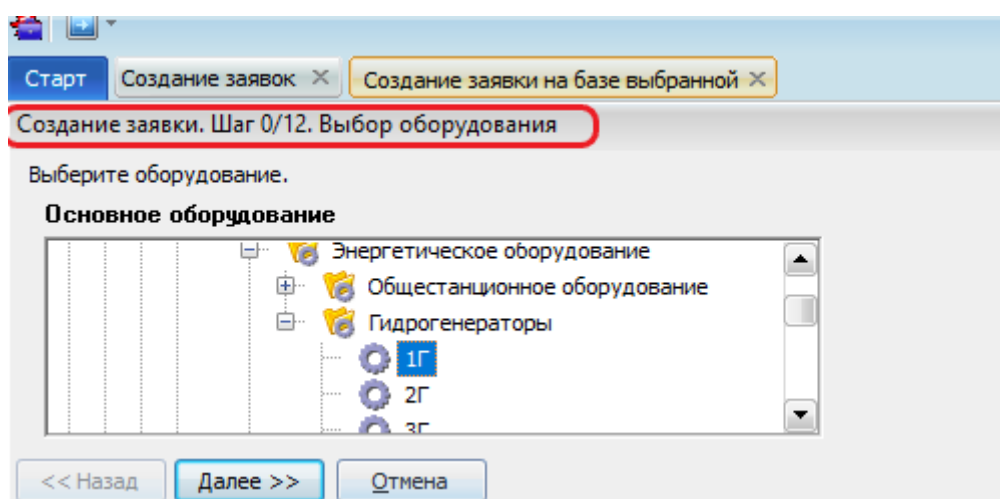 Старт Создание заявок Создание заявки на базе выбранной
Создание заявки. Шаг 0/12. Выбор оборудования
Выберите оборудование.
Основное оборудование
Энергетическое оборудование
Общестанционное оборудование
Гидрогенераторы
1Г
2Г
3Г
<< Назад Далее >> Отмена